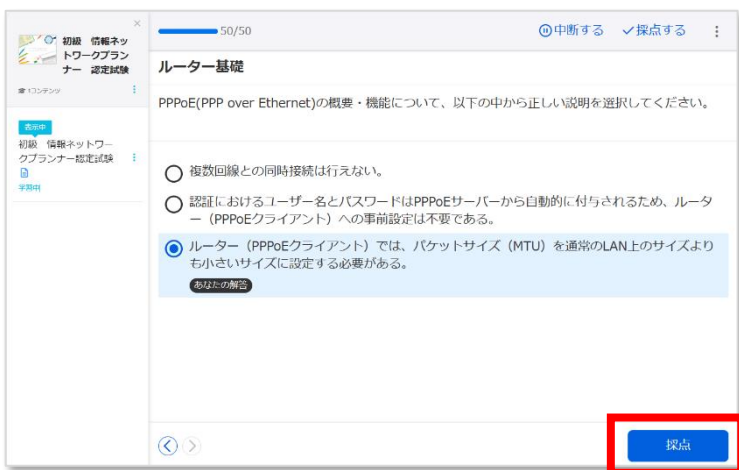 初級 情報ネッ
トワークプラン
ナー 認定試験
1コンテンツ
表示中
初級 情報ネットワー
クプランナー認定試験
学習中
50/50
中断する
採点する
ルーター基礎
PPPoE(PPP over Ethernet)の概要・機能について、以下の中から正しい説明を選択してください。
複数回線との同時接続は行えない。
認証におけるユーザー名とパスワードはPPPoEサーバーから自動的に付与されるため、ルータ
ー（PPPoEクライアント）への事前設定は不要である。
ルーター（PPPoEクライアント）では、パケットサイズ（MTU）を通常のLAN上のサイズより
も小さいサイズに設定する必要がある。
あなたの解答
採点